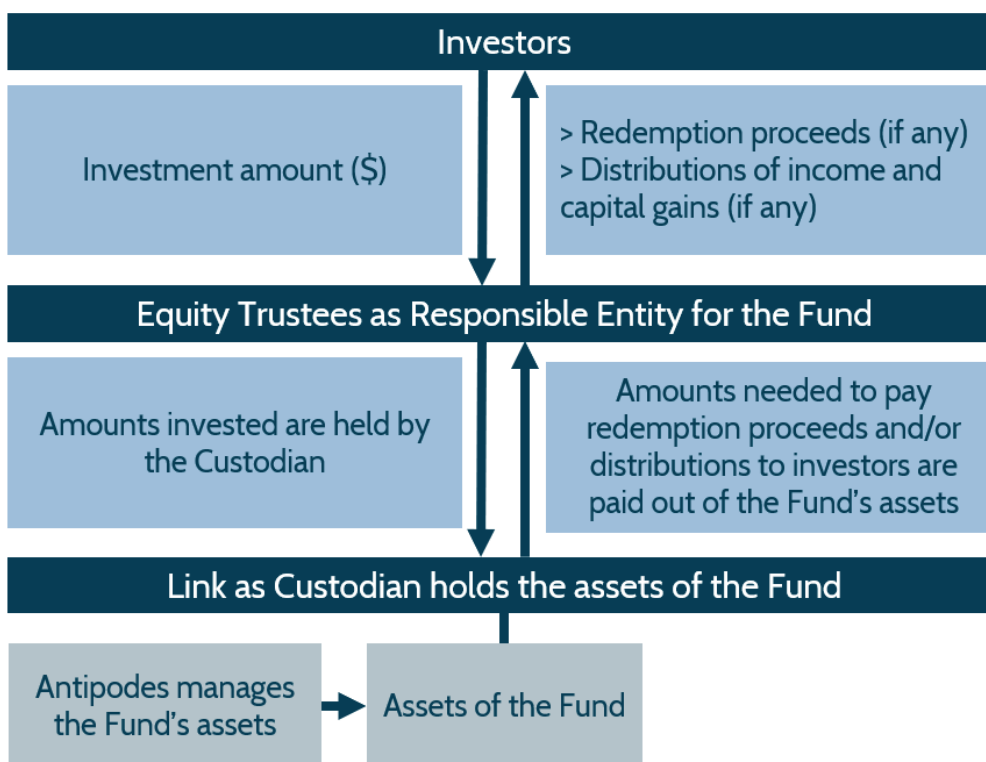 Investors
Investment amount ($)
> Redemption proceeds (if any)
> Distributions of income and
capital gains (if any)
Equity Trustees as Responsible Entity for the Fund
Amounts invested are held by
the Custodian
Amounts needed to pay
redemption proceeds and/or
distributions to investors are
paid out of the Fund's assets
Link as Custodian holds the assets of the Fund
Antipodes manages
the Fund's assets
Assets of the Fund